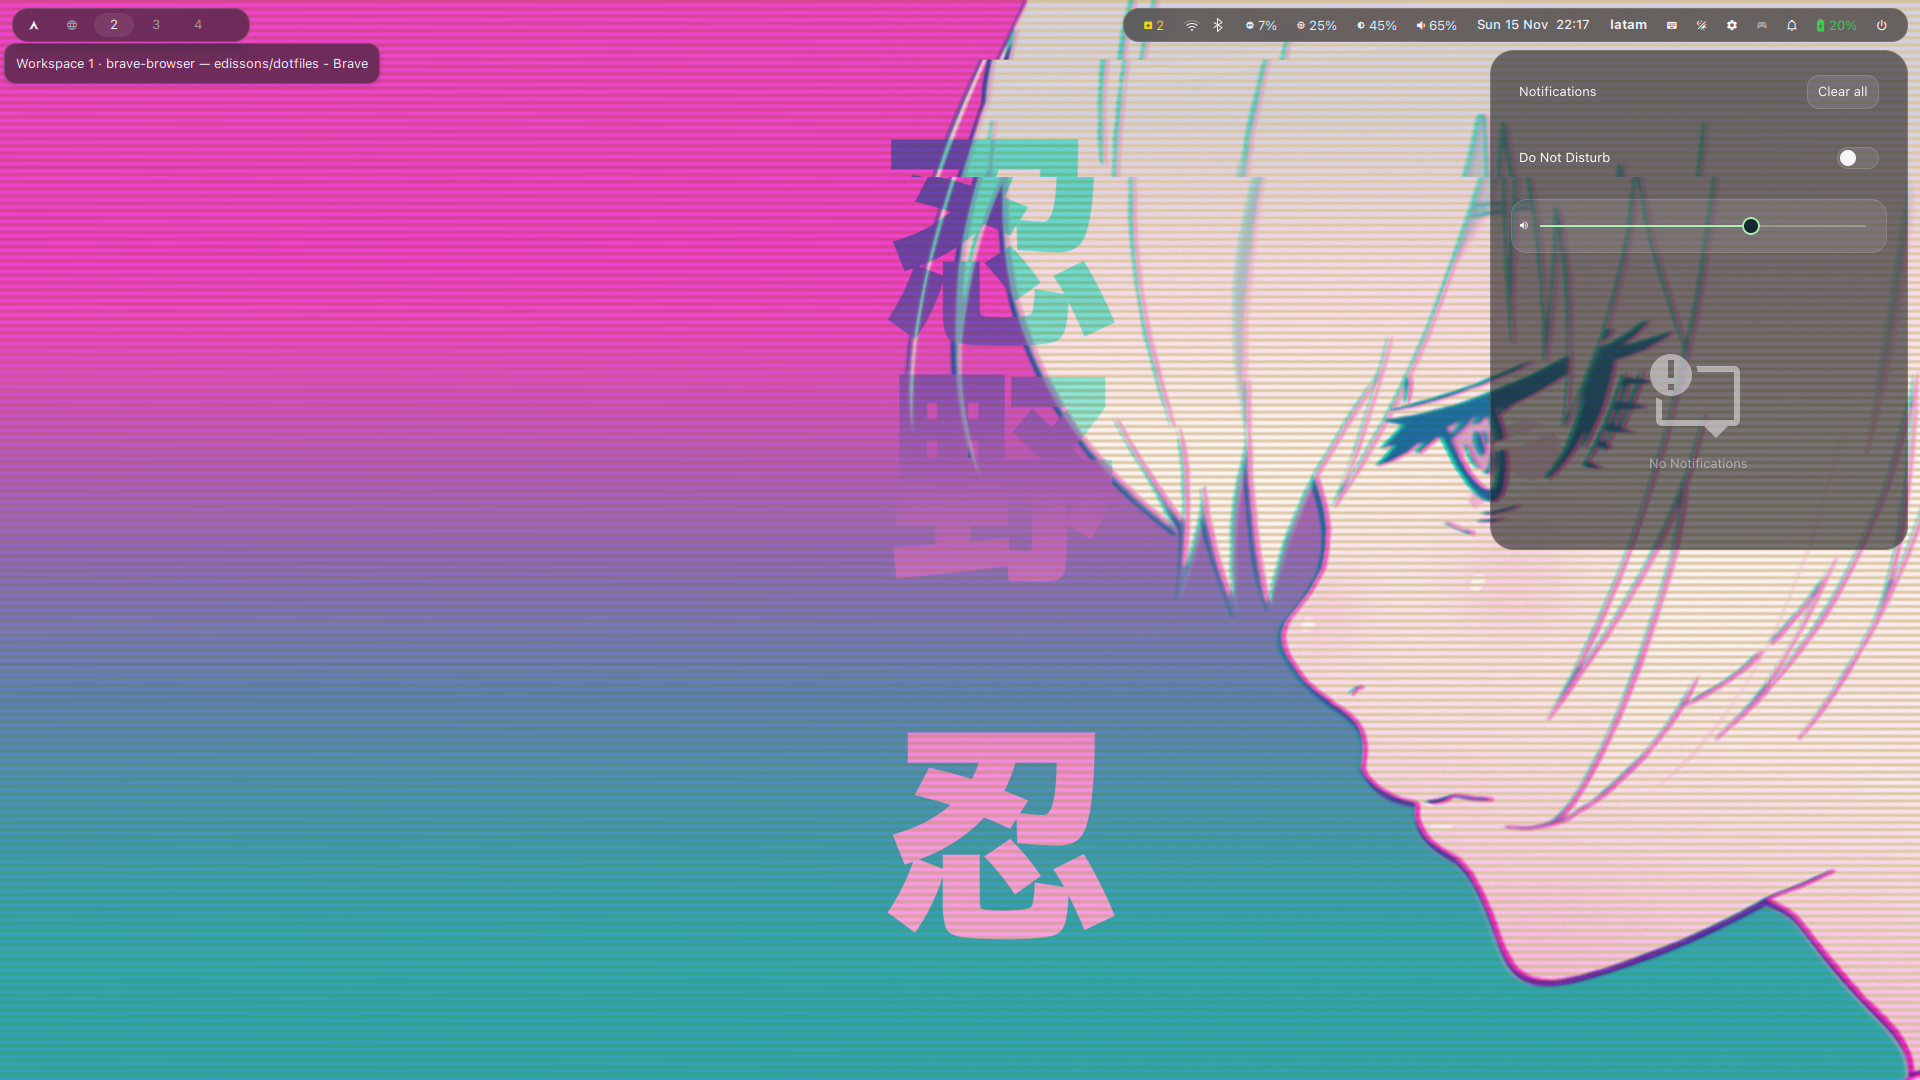 2 3 4
2 7% 25% 45% 65% Sun 15 Nov 22:17 latam 20%
Workspace 1 · brave-browser — edissons/dotfiles - Brave
Notifications
Clear all
Do Not Disturb
No Notifications
忍
野
忍